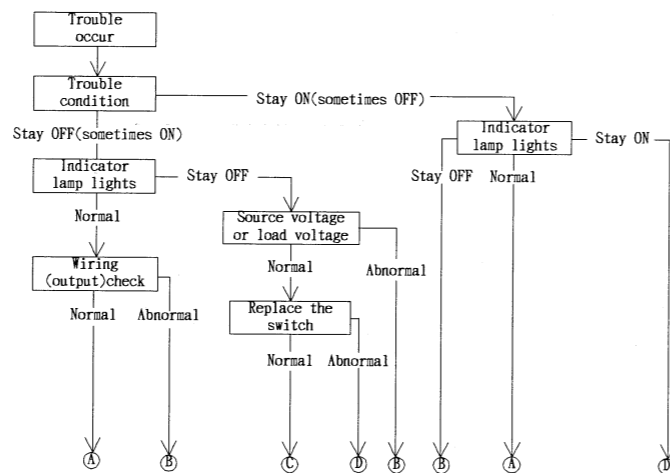 Trouble
occur
Trouble
condition
Stay ON(sometimes OFF)
Stay OFF(sometimes ON)
Indicator
lamp lights
Stay ON
Indicator
lamp lights
Stay OFF
Stay OFF
Normal
Normal
Source voltage
or load voltage
Wiring
(output)check
Normal
Abnormal
Normal
Abnormal
Replace the
switch
Normal
Abnormal
A
B
C
D
B
B
A